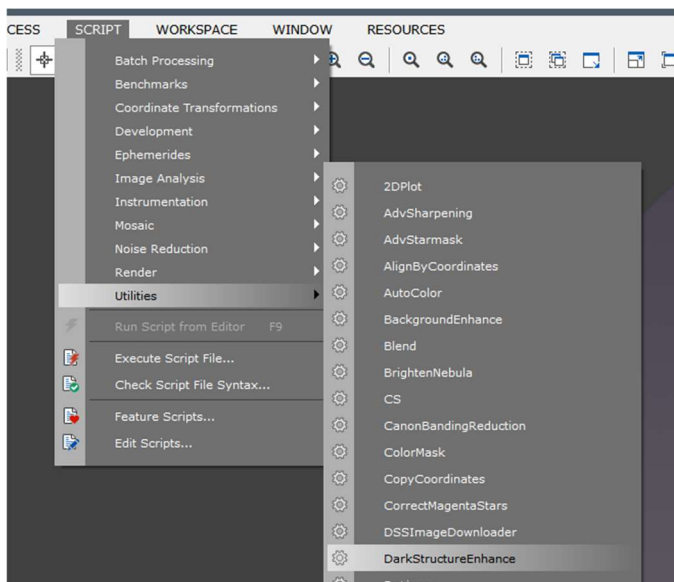 CESS SCRIPT WORKSPACE WINDOW RESOURCES
Batch Processing
Benchmarks
Coordinate Transformations
Development
Ephemerides
Image Analysis
Instrumentation
Mosaic
Noise Reduction
Render
Utilities
Run Script from Editor F9
Execute Script File...
Check Script File Syntax...
Feature Scripts...
Edit Scripts...
2DPlot
AdvSharpening
AdvStarmask
AlignByCoordinates
AutoColor
BackgroundEnhance
Blend
BrightenNebula
CS
CanonBandingReduction
ColorMask
CopyCoordinates
CorrectMagentaStars
DSSImageDownloader
DarkStructureEnhance